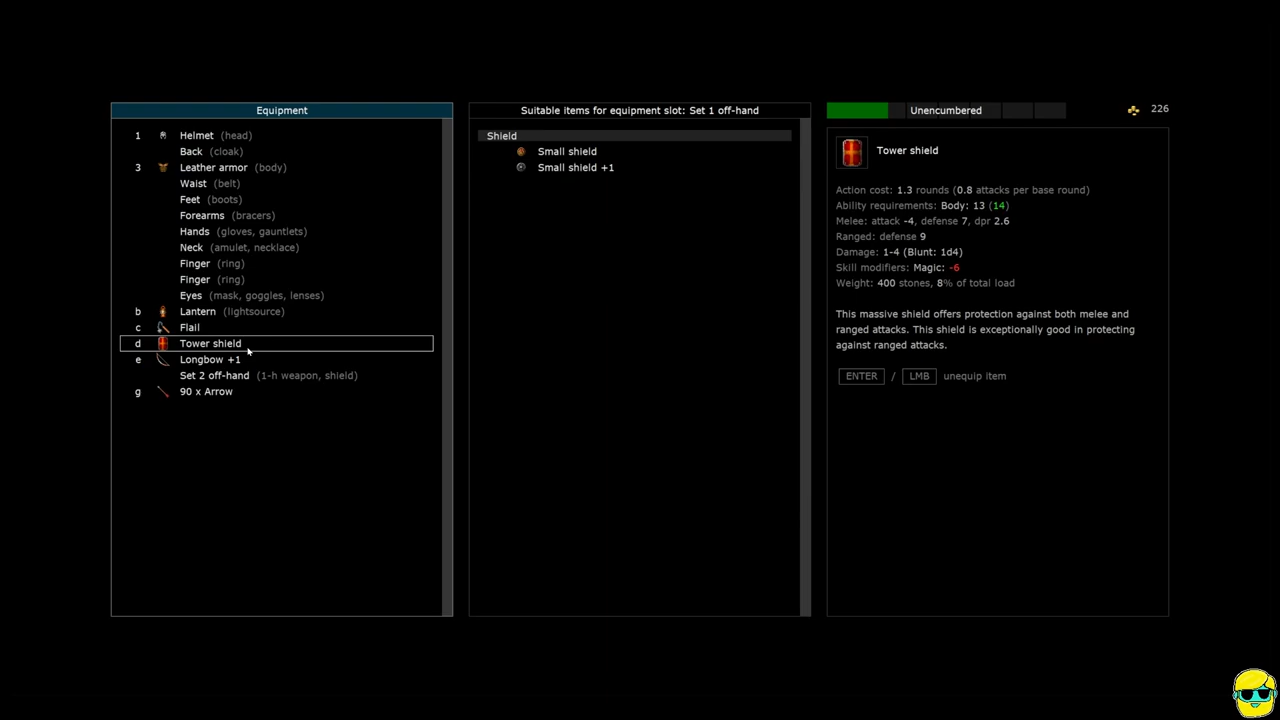 Equipment
1 Helmet (head)
Back (cloak)
3 Leather armor (body)
Waist (belt)
Feet (boots)
Forearms (bracers)
Hands (gloves, gauntlets)
Neck (amulet, necklace)
Finger (ring)
Finger (ring)
Eyes (mask, goggles, lenses)
b Lantern (lightsource)
c Flail
d Tower shield
e Longbow +1
Set 2 off-hand (1-h weapon, shield)
g 90 x Arrow
Suitable items for equipment slot: Set 1 off-hand
Shield
Small shield
Small shield +1
Unencumbered
226
Tower shield
Action cost: 1.3 rounds (0.8 attacks per base round)
Ability requirements: Body: 13 (14)
Melee: attack -4, defense 7, dpr 2.6
Ranged: defense 9
Damage: 1-4 (Blunt: 1d4)
Skill modifiers: Magic: -6
Weight: 400 stones, 8% of total load
This massive shield offers protection against both melee and
ranged attacks. This shield is exceptionally good in protecting
against ranged attacks.
ENTER / LMB unequip item